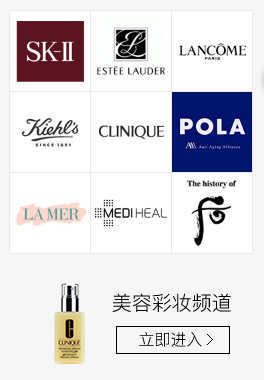 SK-II
ESTĒE LAUDER
LANCÔME
PARIS
Kiehl's
SINCE 1851
CLINIQUE
POLA
Anti Aging Alliance
LA MER
MEDIHEAL
The history of
后
CLINIQUE
美容彩妆频道
立即进入 >